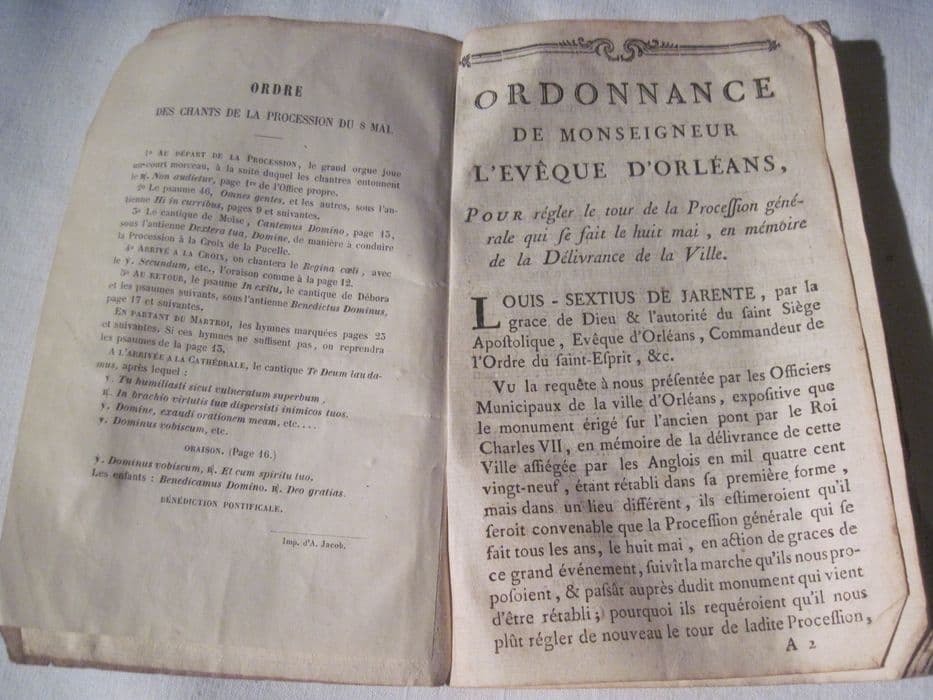 ORDRE
DES CHANTS DE LA PROCESSION DU 8 MAI.
1º AU DÉPART DE LA PROCESSION, le grand orgue joue
un court morceau, à la suite duquel les chantres entonnent
le ℟. Non audietur, page 1re de l'Office propre.
2º Le psaume 46, Omnes gentes, et les autres, sous l'an-
tienne Hi in curribus, pages 9 et suivantes.
3º Le cantique de Moïse, Cantemus Domino, page 15,
sous l'antienne Dextera tua, Domine, de manière à conduire
la Procession à la Croix de la Pucelle.
4º ARRIVÉ A LA CROIX, on chantera le Regina cœli, avec
le ℣. Secundum, etc., l'oraison comme à la page 12.
5º AU RETOUR, le psaume In exitu, le cantique de Débora
et les psaumes suivants, sous l'antienne Benedictus Dominus,
page 17 et suivantes.
EN PARTANT DU MARTROI, les hymnes marquées pages 25
et suivantes. Si ces hymnes ne suffisent pas, on reprendra
les psaumes de la page 13.
A L'ARRIVÉE A LA CATHÉDRALE, le cantique Te Deum lauda-
mus, après lequel :
℣. Tu humiliasti sicut vulneratum superbum.
℟. In brachio virtutis tuæ dispersisti inimicos tuos.
℣. Domine, exaudi orationem meam, etc....
℣. Dominus vobiscum, etc.
ORAISON. (Page 16.)
℣. Dominus vobiscum, ℟. Et cum spiritu tuo.
Les enfants : Benedicamus Domino. ℟. Deo gratias.
BÉNÉDICTION PONTIFICALE.
Imp. d'A. Jacob.
ORDONNANCE
DE MONSEIGNEUR
L'EVÊQUE D'ORLÉANS,
POUR régler le tour de la Proceſſion géné-
rale qui ſe fait le huit mai, en mémoire
de la Délivrance de la Ville.
LOUIS-SEXTIUS DE JARENTE, par la
grace de Dieu & l'autorité du ſaint Siège
Apoſtolique, Evêque d'Orléans, Commandeur de
l'Ordre du ſaint-Eſprit, &c.
VU la requête à nous préſentée par les Officiers
Municipaux de la ville d'Orléans, expoſitive que
le monument érigé ſur l'ancien pont par le Roi
Charles VII, en mémoire de la délivrance de cette
Ville aſſiégée par les Anglois en mil quatre cent
vingt-neuf, étant rétabli dans ſa première forme,
mais dans un lieu différent, ils eſtimeroient qu'il
ſeroit convenable que la Proceſſion générale qui ſe
fait tous les ans, le huit mai, en action de graces de
ce grand événement, ſuivît la marche qu'ils nous pro-
poſoient, & paſsât auprès dudit monument qui vient
d'être rétabli; pourquoi ils requéroient qu'il nous
plût régler de nouveau le tour de ladite Proceſſion,
A 2